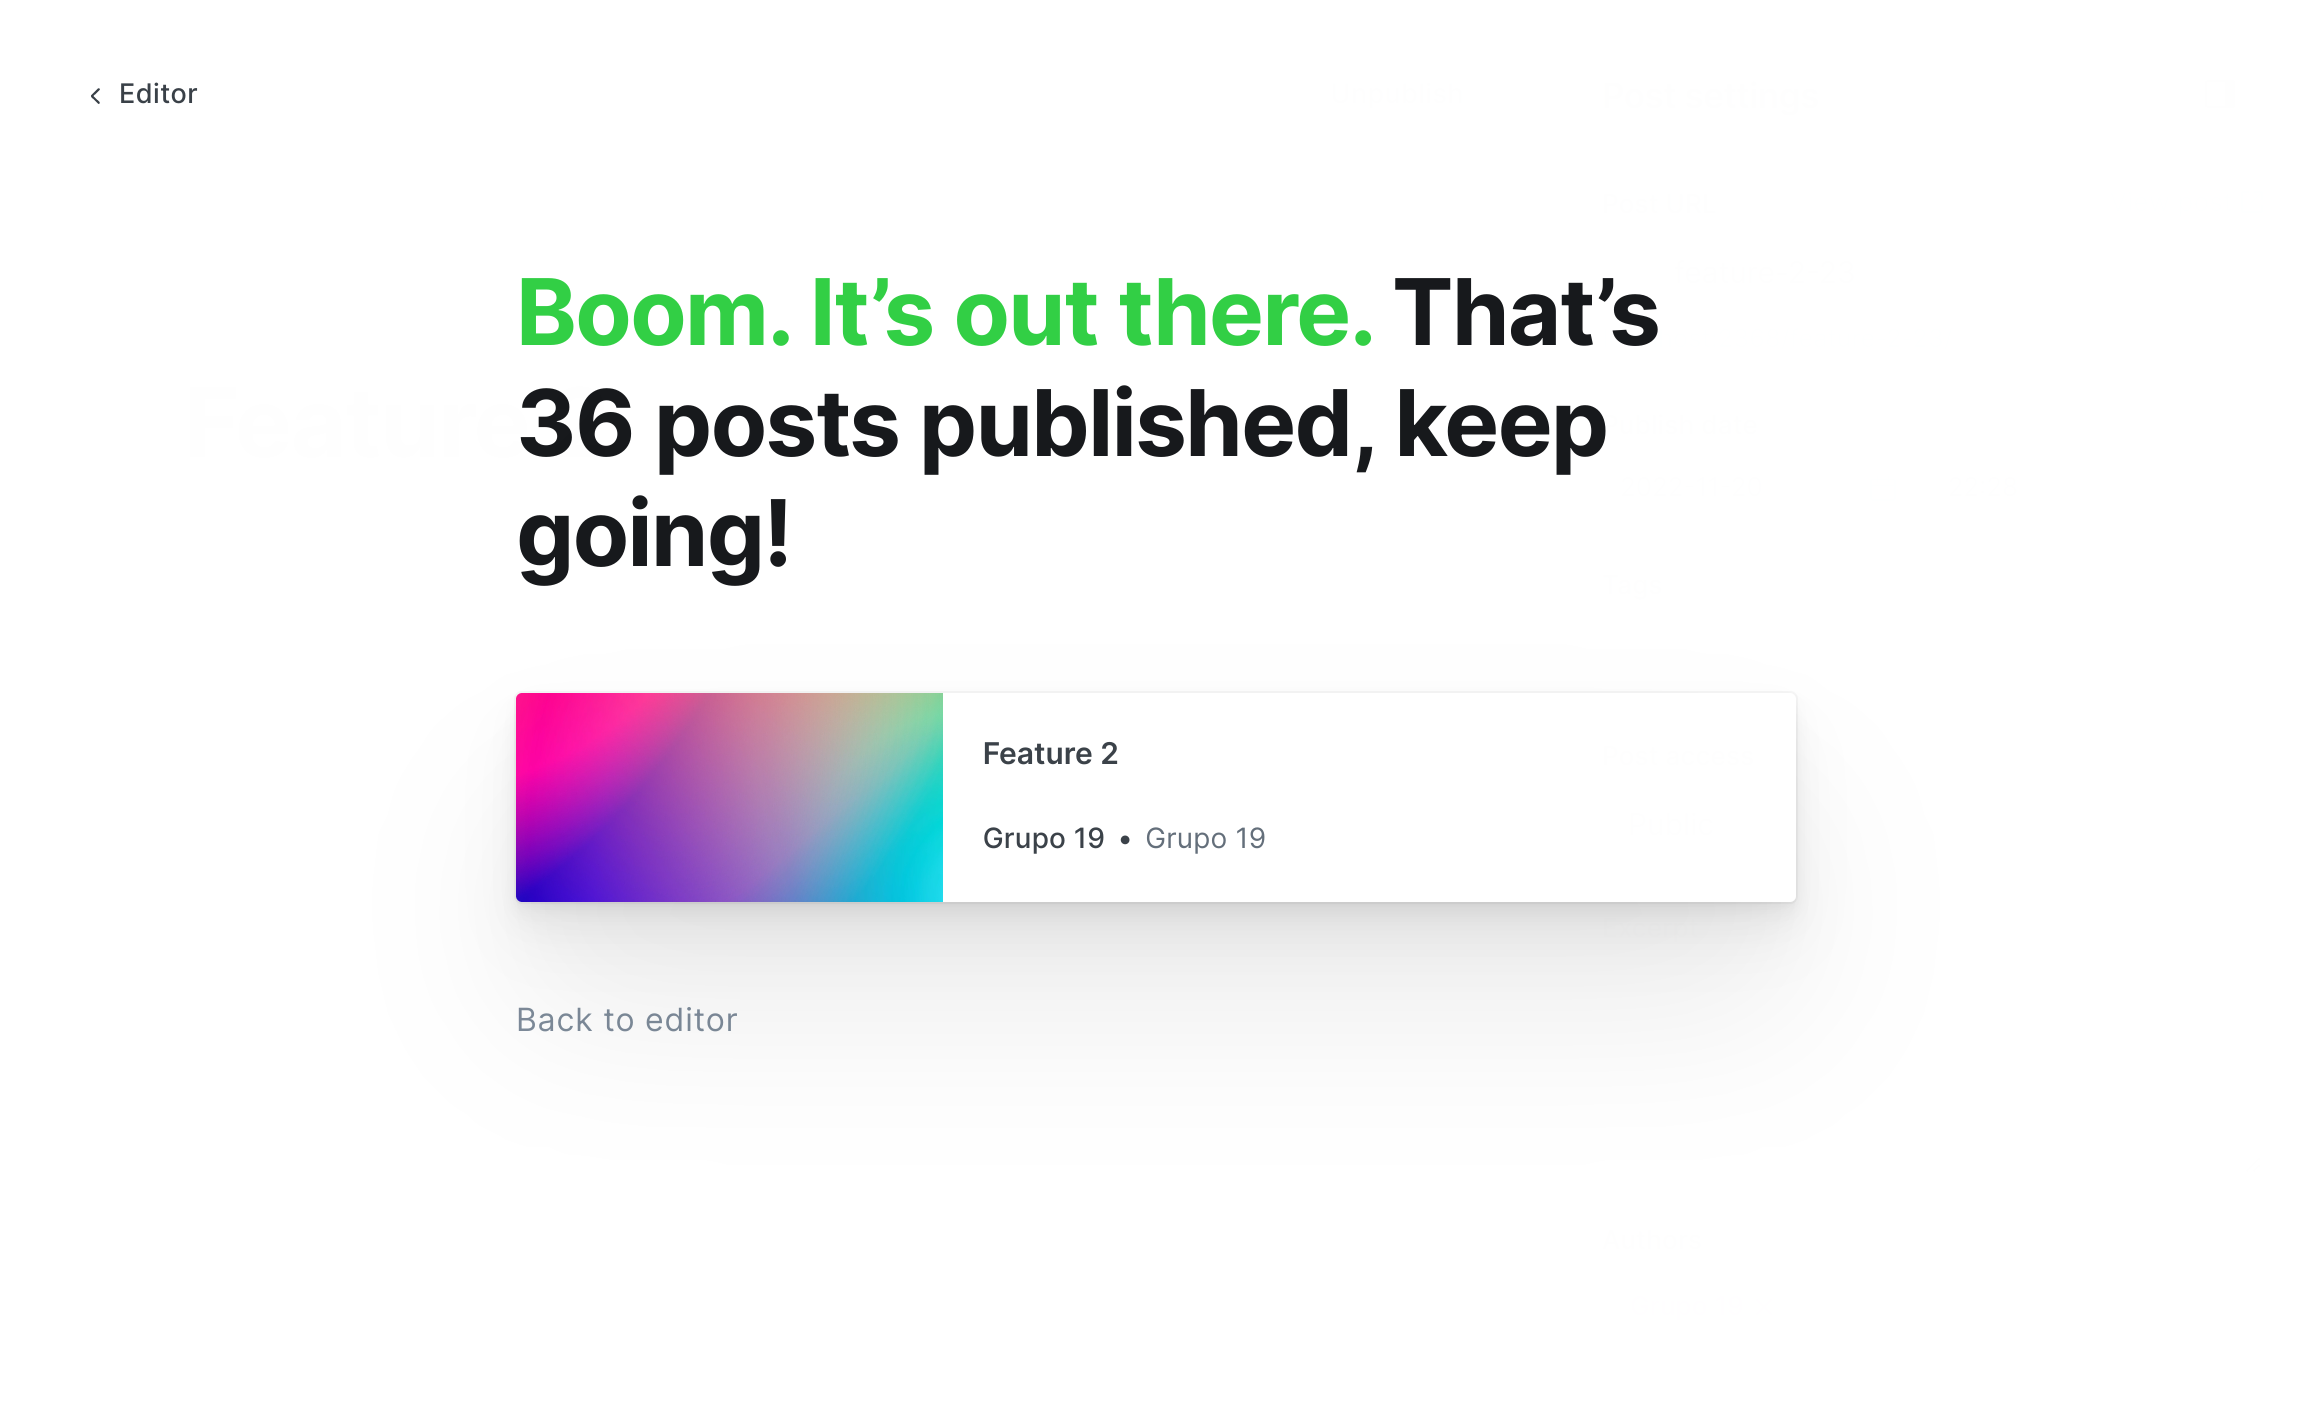 Editor
Boom. It’s out there. That’s
36 posts published, keep
going!
Feature 2
Grupo 19 • Grupo 19
Back to editor